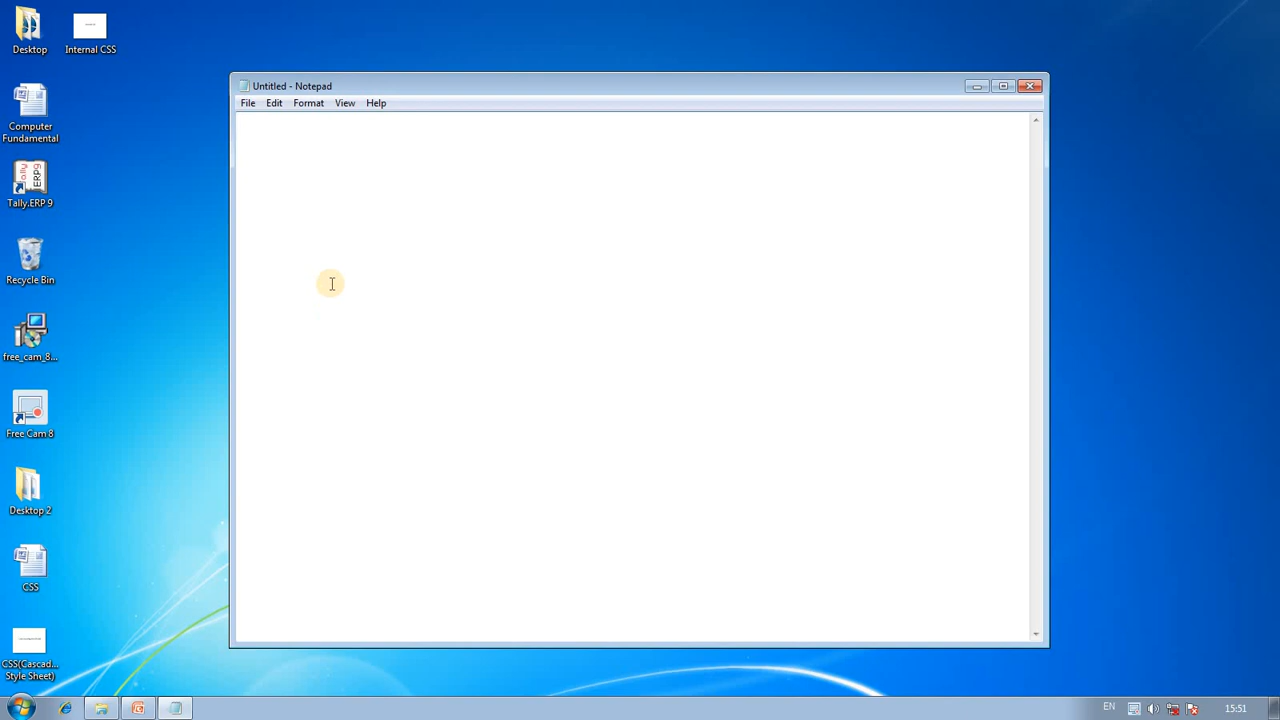 Desktop
Internal CSS
Untitled - Notepad
File Edit Format View Help
Computer
Fundamental
Tally.ERP 9
Recycle Bin
free_cam_8...
Free Cam 8
Desktop 2
CSS
CSS(Cascad...
Style Sheet)
EN
15:51